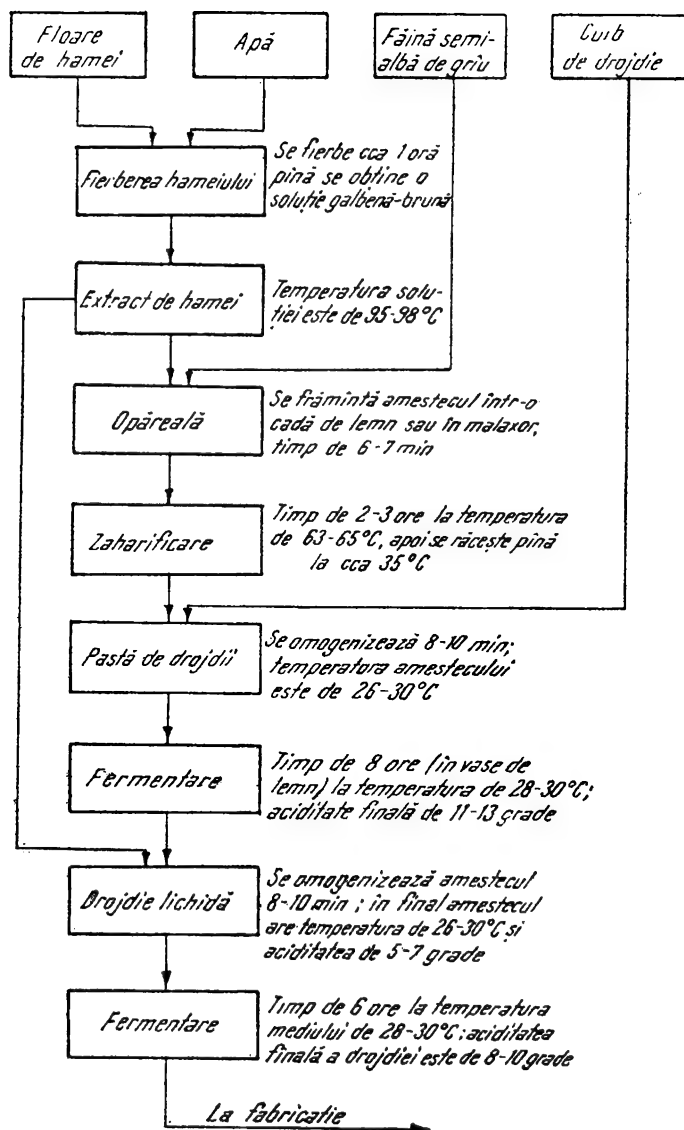 Floare
de hamei
Apă
Făină semi-
albă de grîu
Cuib
de drojdie
Fierberea hameiului
Se fierbe cca 1 oră
pînă se obține o
soluție galbenă-brună
Extract de hamei
Temperatura solu-
ției este de 95-98°C
Opăreală
Se frămîntă amestecul într-o
cadă de lemn sau în malaxor,
timp de 6-7 min
Zaharificare
Timp de 2-3 ore la temperatura
de 63-65°C, apoi se răcește pînă
la cca 35°C
Pastă de drojdii
Se omogenizează 8-10 min;
temperatura amestecului
este de 26-30°C
Fermentare
Timp de 8 ore (în vase de
lemn) la temperatura de 28-30°C;
aciditate finală de 11-13 grade
Drojdie lichidă
Se omogenizează amestecul
8-10 min; în final amestecul
are temperatura de 26-30°C și
aciditatea de 5-7 grade
Fermentare
Timp de 6 ore la temperatura
mediului de 28-30°C; aciditatea
finală a drojdiei este de 8-10 grade
La fabricatie